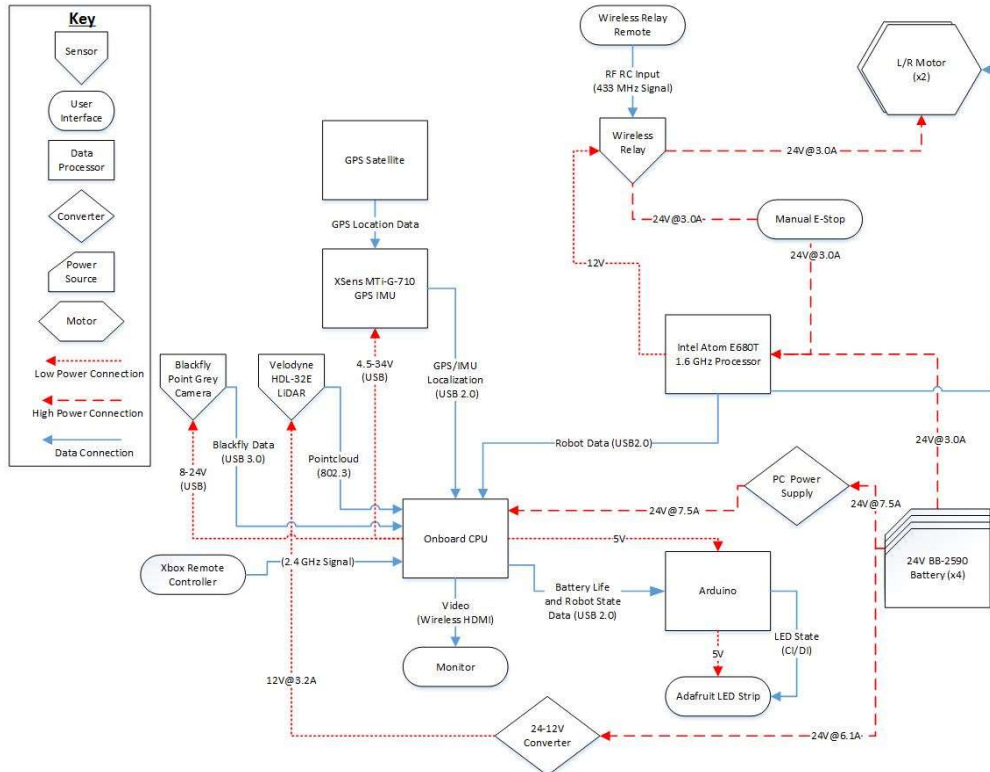 Key
Sensor
User
Interface
Data
Processor
Converter
Power
Source
Motor
Low Power Connection
High Power Connection
Data Connection
Wireless Relay
Remote
RF RC Input
(433 MHz Signal)
Wireless
Relay
L/R Motor
(x2)
24V@3.0A
24V@3.0A
Manual E-Stop
24V@3.0A
12V
GPS Satellite
GPS Location Data
XSens MTi-G-710
GPS IMU
4.5-34V
(USB)
GPS/IMU
Localization
(USB 2.0)
Intel Atom E680T
1.6 GHz Processor
Blackfly
Point Grey
Camera
Velodyne
HDL-32E
LiDAR
Blackfly Data
(USB 3.0)
Pointcloud
(802.3)
8-24V
(USB)
Robot Data (USB2.0)
24V@3.0A
PC Power
Supply
24V@7.5A
24V@7.5A
24V BB-2590
Battery (x4)
Onboard CPU
5V
Xbox Remote
Controller
(2.4 GHz Signal)
Battery Life
and Robot State
Data (USB 2.0)
Arduino
Video
(Wireless HDMI)
Monitor
LED State
(CI/DI)
5V
Adafruit LED Strip
12V@3.2A
24-12V
Converter
24V@6.1A